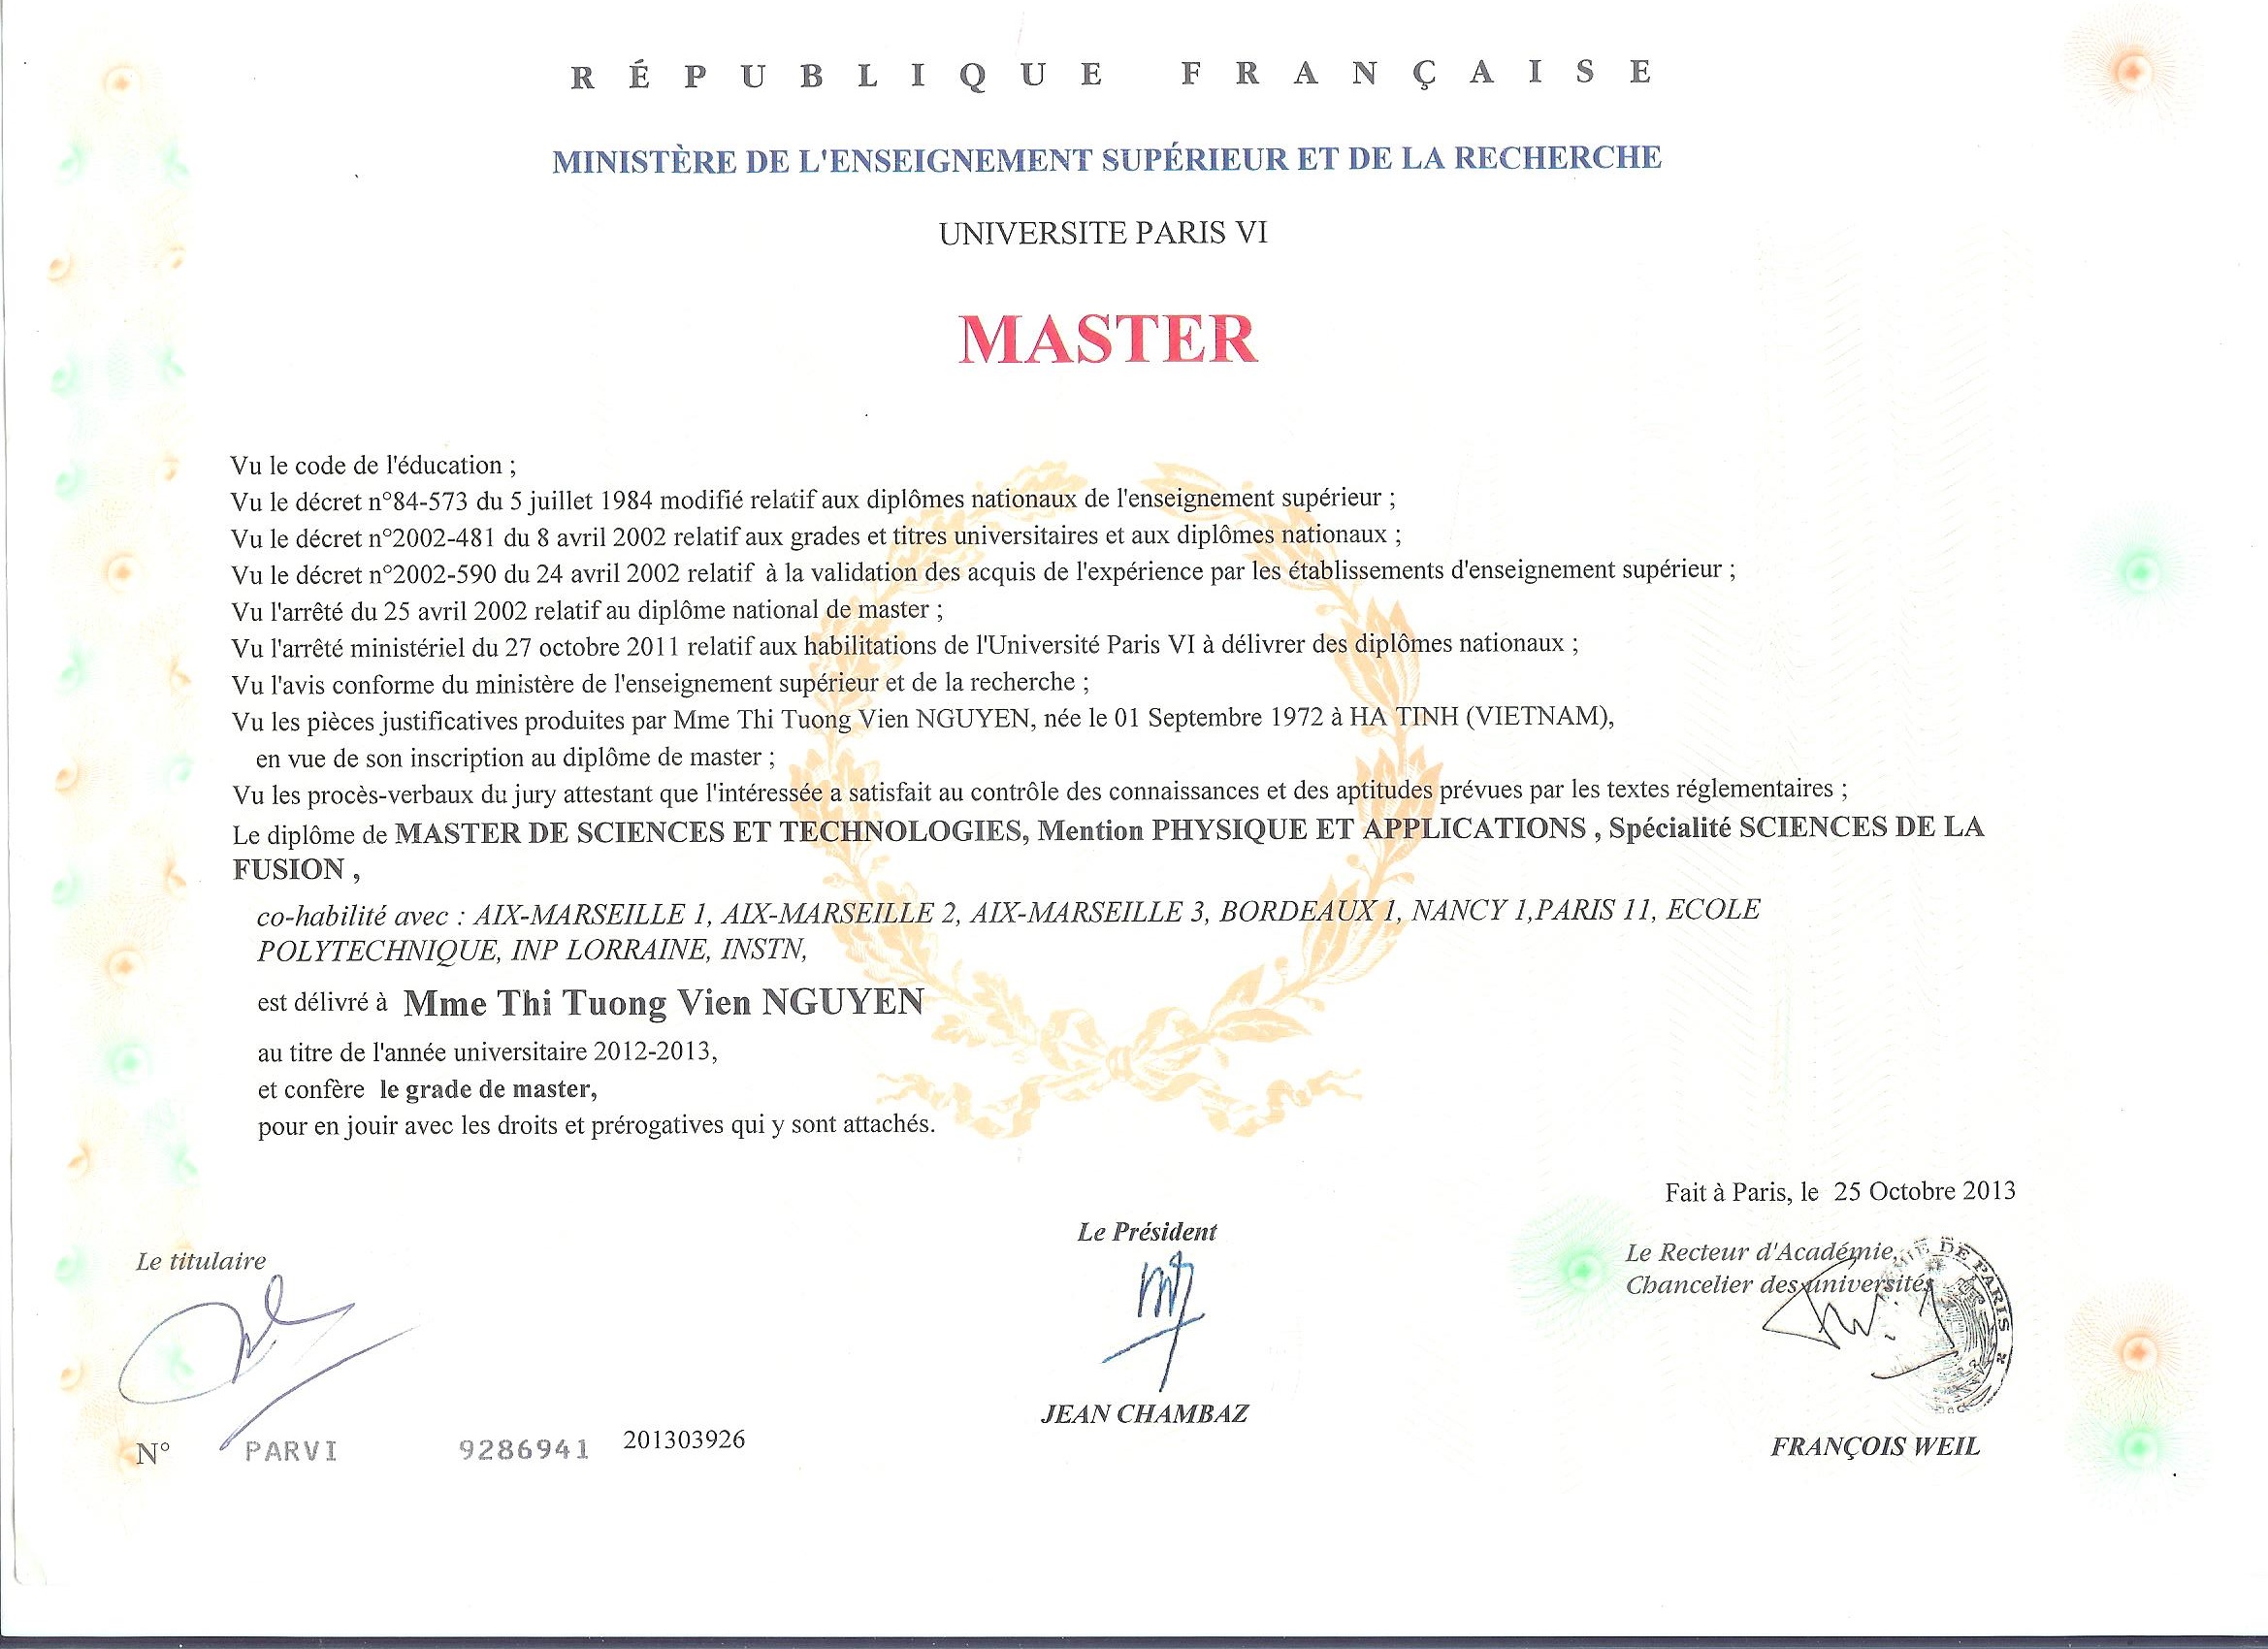 RÉPUBLIQUE FRANÇAISE
MINISTÈRE DE L'ENSEIGNEMENT SUPÉRIEUR ET DE LA RECHERCHE
UNIVERSITE PARIS VI
MASTER
Vu le code de l'éducation ;
Vu le décret n°84-573 du 5 juillet 1984 modifié relatif aux diplômes nationaux de l'enseignement supérieur ;
Vu le décret n°2002-481 du 8 avril 2002 relatif aux grades et titres universitaires et aux diplômes nationaux ;
Vu le décret n°2002-590 du 24 avril 2002 relatif à la validation des acquis de l'expérience par les établissements d'enseignement supérieur ;
Vu l'arrêté du 25 avril 2002 relatif au diplôme national de master ;
Vu l'arrêté ministériel du 27 octobre 2011 relatif aux habilitations de l'Université Paris VI à délivrer des diplômes nationaux ;
Vu l'avis conforme du ministère de l'enseignement supérieur et de la recherche ;
Vu les pièces justificatives produites par Mme Thi Tuong Vien NGUYEN, née le 01 Septembre 1972 à HA TINH (VIETNAM),
en vue de son inscription au diplôme de master ;
Vu les procès-verbaux du jury attestant que l'intéressée a satisfait au contrôle des connaissances et des aptitudes prévues par les textes réglementaires ;
Le diplôme de MASTER DE SCIENCES ET TECHNOLOGIES, Mention PHYSIQUE ET APPLICATIONS , Spécialité SCIENCES DE LA
FUSION ,
co-habilité avec : AIX-MARSEILLE 1, AIX-MARSEILLE 2, AIX-MARSEILLE 3, BORDEAUX 1, NANCY 1,PARIS 11, ECOLE
POLYTECHNIQUE, INP LORRAINE, INSTN,
est délivré à Mme Thi Tuong Vien NGUYEN
au titre de l'année universitaire 2012-2013,
et confère le grade de master,
pour en jouir avec les droits et prérogatives qui y sont attachés.
Fait à Paris, le 25 Octobre 2013
Le titulaire
Le Président
Le Recteur d'Académie,
Chancelier des universités
DE PARIS
JEAN CHAMBAZ
FRANÇOIS WEIL
N° PARVI 9286941 201303926